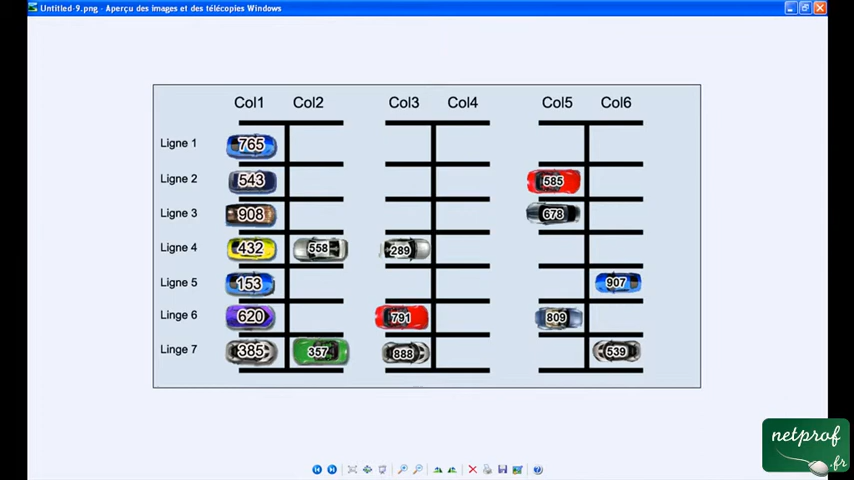 Untitled-9.png - Aperçu des images et des télécopies Windows
Col1 Col2 Col3 Col4 Col5 Col6
Ligne 1 765
Ligne 2 543 585
Ligne 3 908 678
Ligne 4 432 558 289
Ligne 5 153 907
Linge 6 620 791 809
Linge 7 385 357 888 539
netprof
.fr